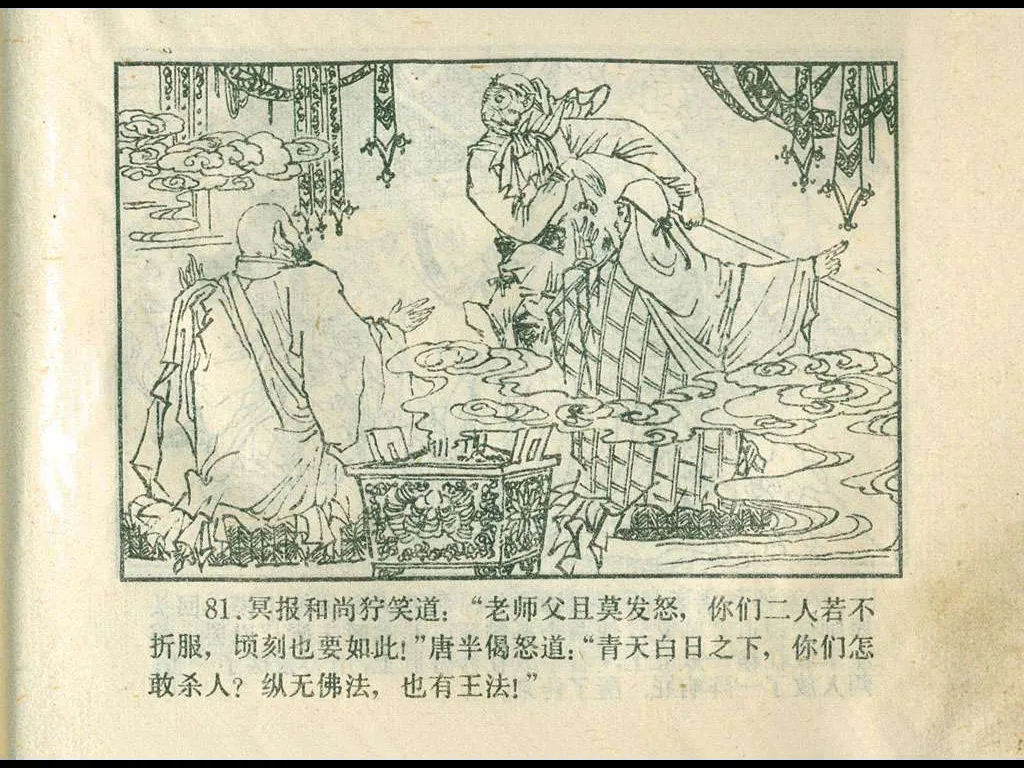 81.冥报和尚狞笑道：“老师父且莫发怒，你们二人若不
折服，顷刻也要如此！”唐半偈怒道：“青天白日之下，你们怎
敢杀人？纵无佛法，也有王法！”